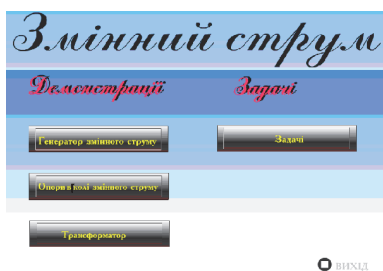 Змінний струм
Демонстрації
Задачі
Генератор змінного струму
Задачі
Опори в колі змінного струму
Трансформатор
ВИХІД